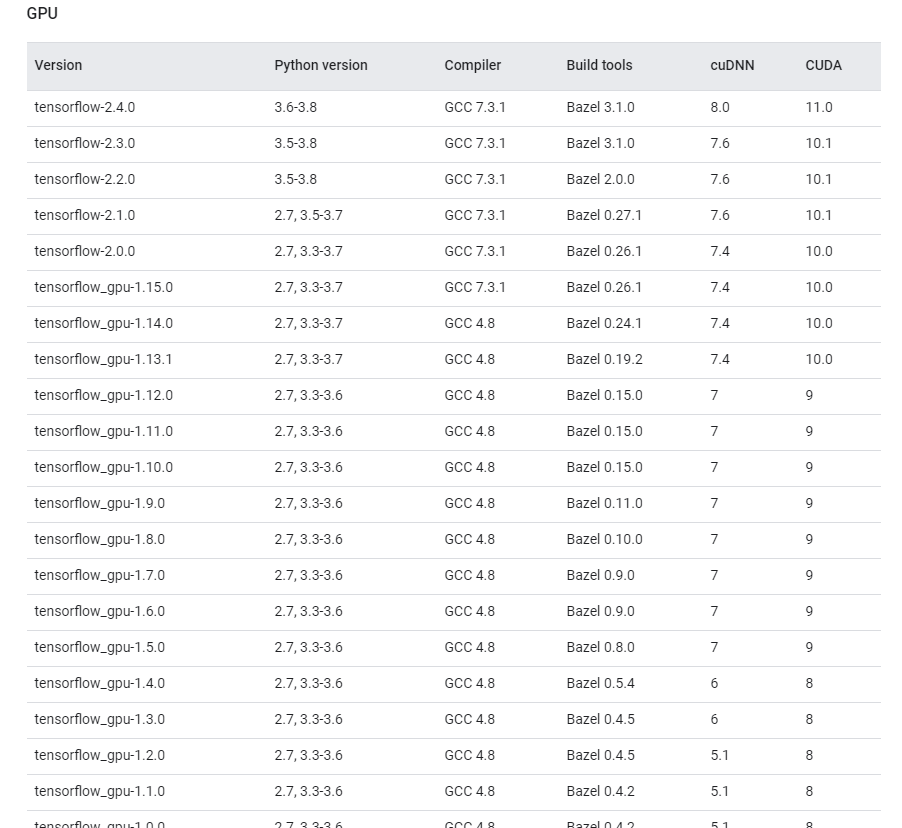 GPU
Version Python version Compiler Build tools cuDNN CUDA
tensorflow-2.4.0 3.6-3.8 GCC 7.3.1 Bazel 3.1.0 8.0 11.0
tensorflow-2.3.0 3.5-3.8 GCC 7.3.1 Bazel 3.1.0 7.6 10.1
tensorflow-2.2.0 3.5-3.8 GCC 7.3.1 Bazel 2.0.0 7.6 10.1
tensorflow-2.1.0 2.7, 3.5-3.7 GCC 7.3.1 Bazel 0.27.1 7.6 10.1
tensorflow-2.0.0 2.7, 3.3-3.7 GCC 7.3.1 Bazel 0.26.1 7.4 10.0
tensorflow_gpu-1.15.0 2.7, 3.3-3.7 GCC 7.3.1 Bazel 0.26.1 7.4 10.0
tensorflow_gpu-1.14.0 2.7, 3.3-3.7 GCC 4.8 Bazel 0.24.1 7.4 10.0
tensorflow_gpu-1.13.1 2.7, 3.3-3.7 GCC 4.8 Bazel 0.19.2 7.4 10.0
tensorflow_gpu-1.12.0 2.7, 3.3-3.6 GCC 4.8 Bazel 0.15.0 7 9
tensorflow_gpu-1.11.0 2.7, 3.3-3.6 GCC 4.8 Bazel 0.15.0 7 9
tensorflow_gpu-1.10.0 2.7, 3.3-3.6 GCC 4.8 Bazel 0.15.0 7 9
tensorflow_gpu-1.9.0 2.7, 3.3-3.6 GCC 4.8 Bazel 0.11.0 7 9
tensorflow_gpu-1.8.0 2.7, 3.3-3.6 GCC 4.8 Bazel 0.10.0 7 9
tensorflow_gpu-1.7.0 2.7, 3.3-3.6 GCC 4.8 Bazel 0.9.0 7 9
tensorflow_gpu-1.6.0 2.7, 3.3-3.6 GCC 4.8 Bazel 0.9.0 7 9
tensorflow_gpu-1.5.0 2.7, 3.3-3.6 GCC 4.8 Bazel 0.8.0 7 9
tensorflow_gpu-1.4.0 2.7, 3.3-3.6 GCC 4.8 Bazel 0.5.4 6 8
tensorflow_gpu-1.3.0 2.7, 3.3-3.6 GCC 4.8 Bazel 0.4.5 6 8
tensorflow_gpu-1.2.0 2.7, 3.3-3.6 GCC 4.8 Bazel 0.4.5 5.1 8
tensorflow_gpu-1.1.0 2.7, 3.3-3.6 GCC 4.8 Bazel 0.4.2 5.1 8
tensorflow_gpu-1.0.0 2.7, 3.3-3.6 GCC 4.8 Bazel 0.4.2 5.1 8